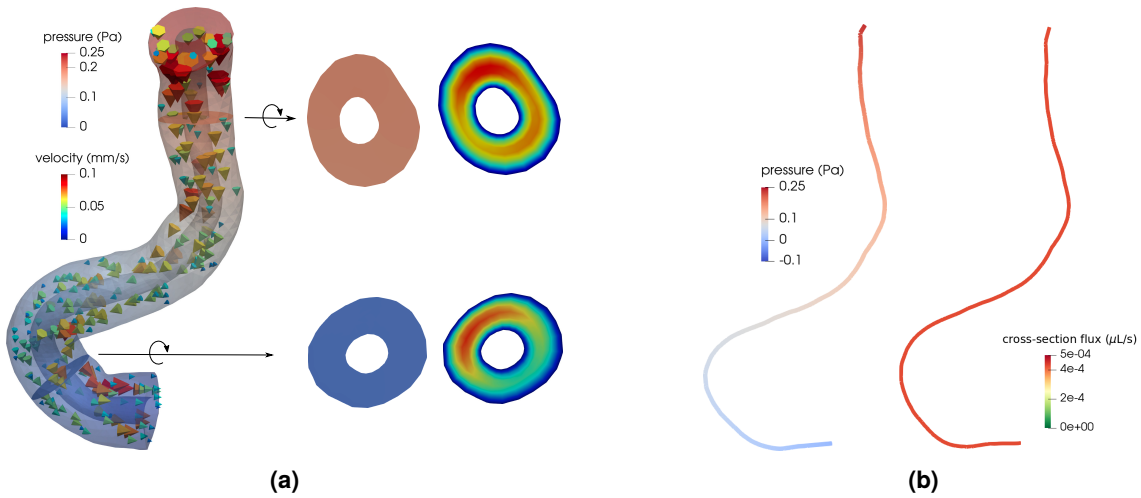 pressure (Pa)
0.25
0.2
0.1
0
velocity (mm/s)
0.1
0.05
0
(a)
pressure (Pa)
0.25
0.1
0
-0.1
cross-section flux (μL/s)
5e-04
4e-4
2e-4
0e+00
(b)